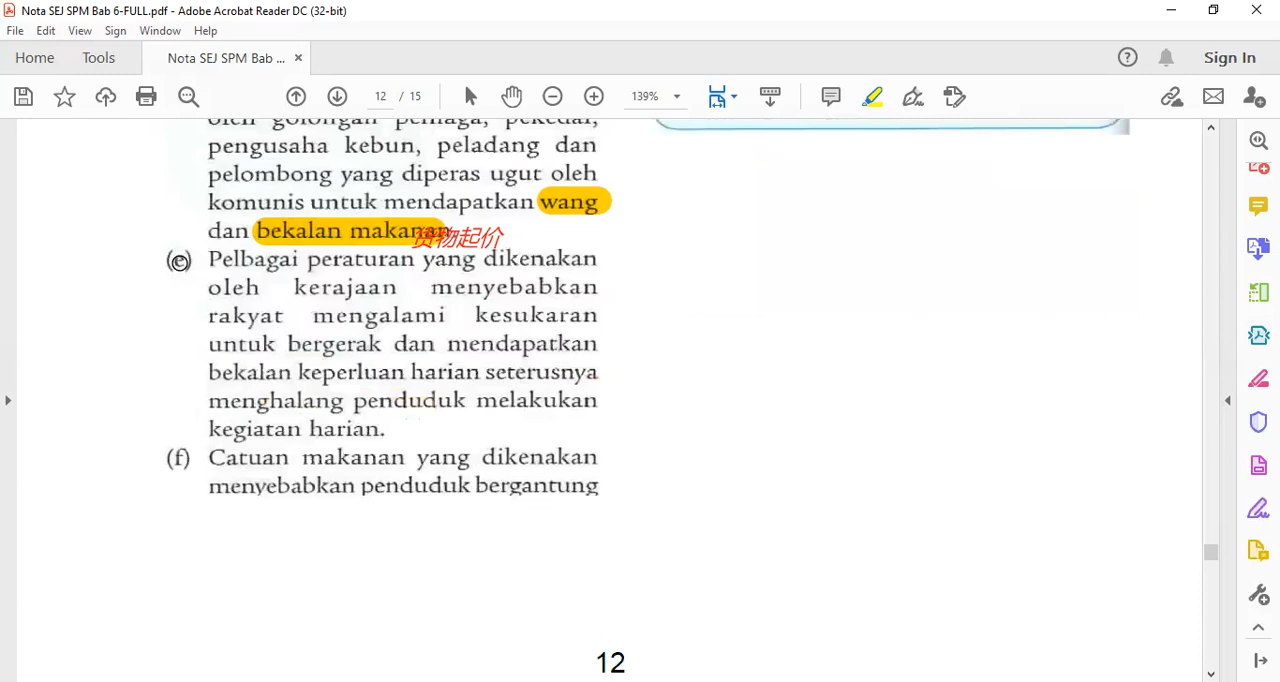 Nota SEJ SPM Bab 6-FULL.pdf - Adobe Acrobat Reader DC (32-bit)
File Edit View Sign Window Help
Home Tools Nota SEJ SPM Bab ... × Sign In
12 / 15 139%
oleh golongan peniaga, pekedai,
pengusaha kebun, peladang dan
pelombong yang diperas ugut oleh
komunis untuk mendapatkan wang
dan bekalan makanan
货物起价
(e) Pelbagai peraturan yang dikenakan
oleh kerajaan menyebabkan
rakyat mengalami kesukaran
untuk bergerak dan mendapatkan
bekalan keperluan harian seterusnya
menghalang penduduk melakukan
kegiatan harian.
(f) Catuan makanan yang dikenakan
menyebabkan penduduk bergantung
12